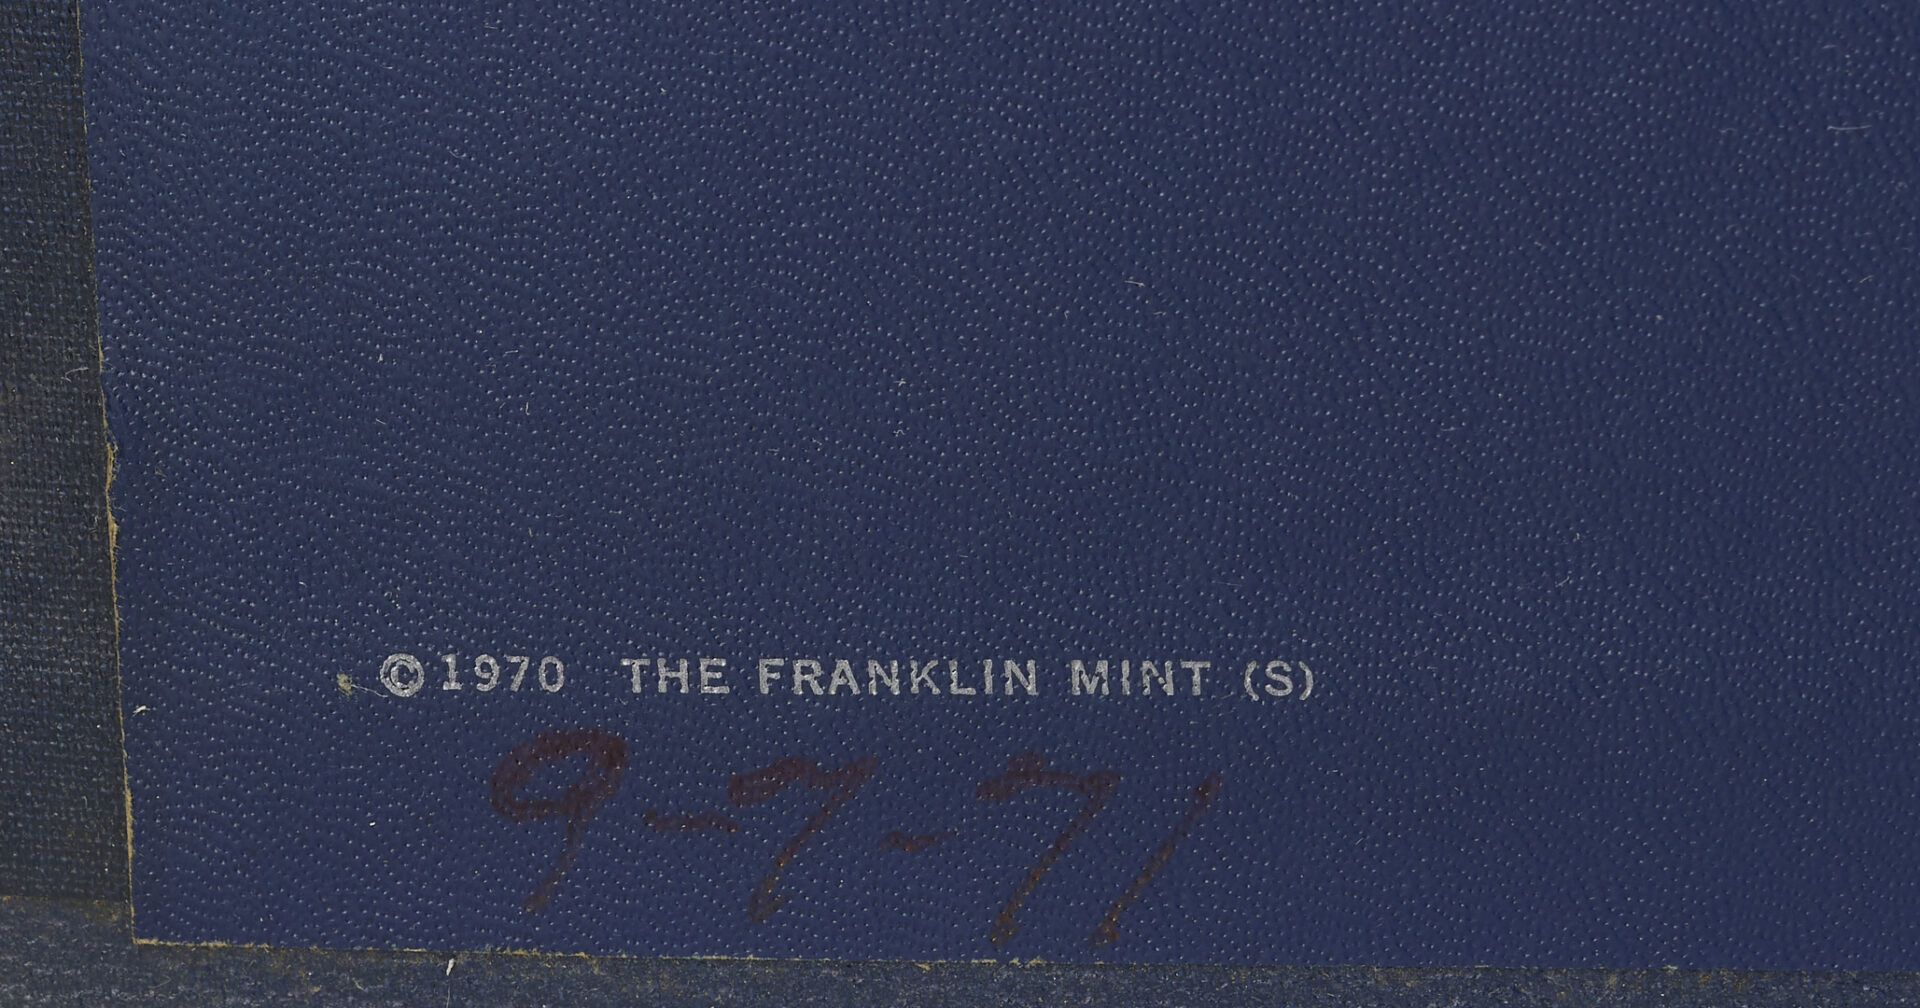 ©1970 THE FRANKLIN MINT (S)
9-7-71